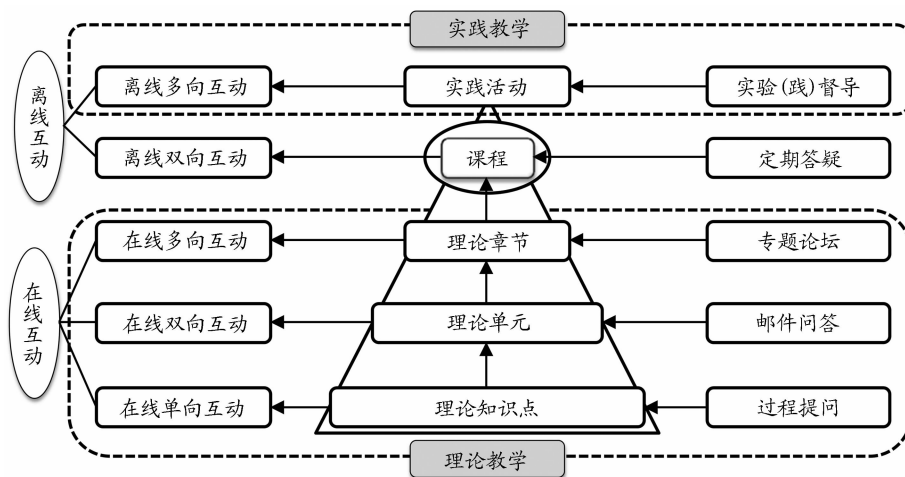 实践教学
离线多向互动
实践活动
实验(践)督导
离线互动
离线双向互动
课程
定期答疑
在线多向互动
理论章节
专题论坛
在线互动
在线双向互动
理论单元
邮件问答
在线单向互动
理论知识点
过程提问
理论教学